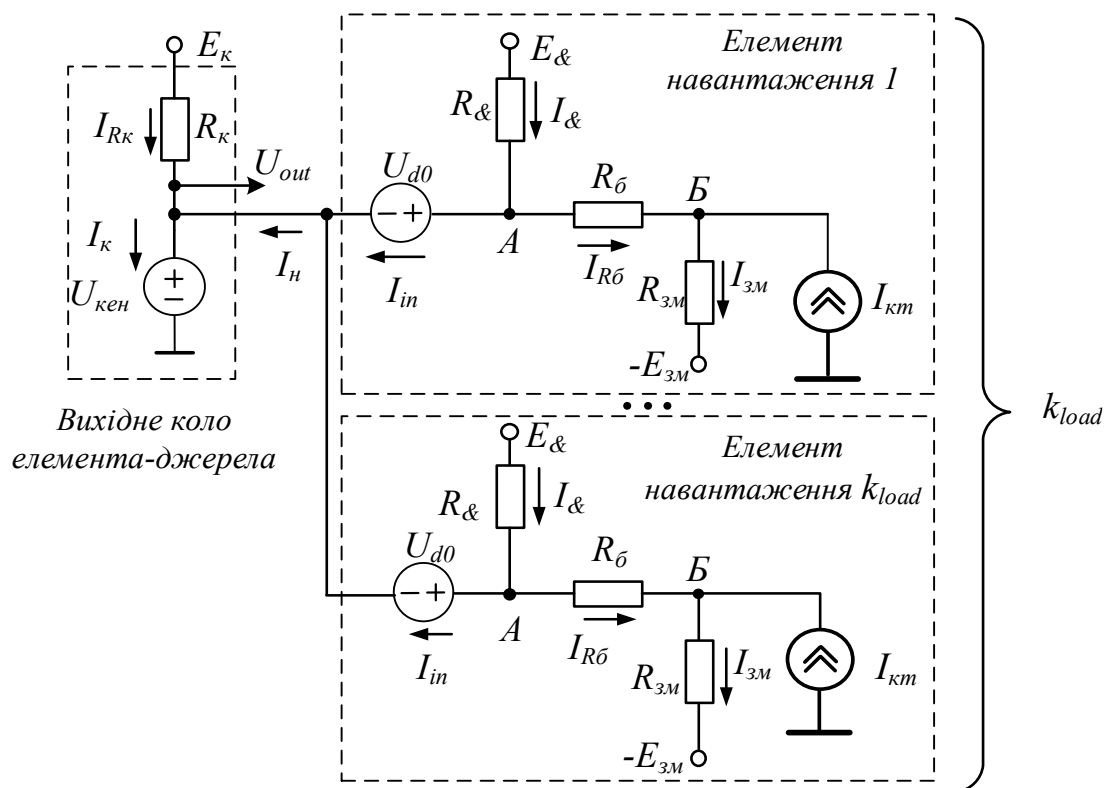 Eк
IRк
Rк
Uout
Iк
Uкен
Iн
Вихідне коло
елемента-джерела
Елемент
навантаження 1
E&
R&
I&
Ud0
Iin
A
Rб
IRб
Б
Rзм
Iзм
-Eзм
Iкт
• • •
Елемент
навантаження kload
E&
R&
I&
Ud0
Iin
A
Rб
IRб
Б
Rзм
Iзм
-Eзм
Iкт
kload